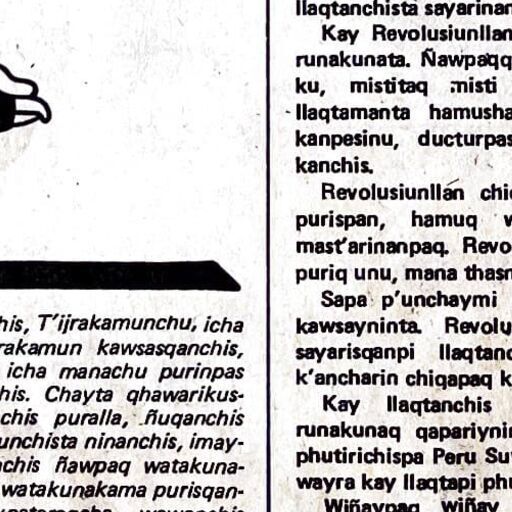 his, T'ijrakamunchu, icha
rakamun kawsasqanchis,
icha manachu purinpas
his. Chayta qhawarikus-
chis puralla, ñuqanchis
unchista ninanchis, imay-
chis ñawpaq watakuna-
watakunakama purisqan-
llaqtanchista sayarinan
Kay Revolusiunllan
runakunata. Ñawpaqq
ku, mistitaq misti
llaqtamanta hamusha
kanpesinu, ducturpas
kanchis.
Revolusiunllan chi
purispan, hamuq
mast'arinanpaq. Revo
puriq unu, mana thasn
Sapa p'unchaymi
kawsayninta. Revolu
sayarisqanpi llaqtanc
k'ancharin chiqapaq k
Kay llaqtanchis
runakunaq qapariynin
phutirichispa Peru Su
wayra kay llaqtapi phu
Wiñaypaq wiñay